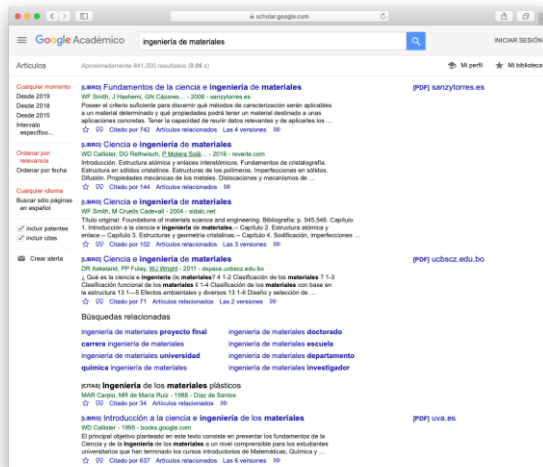 scholar.google.com
Google Académico
ingeniería de materiales
INICIAR SESIÓN
Artículos
Aproximadamente 841,000 resultados (0.06 s)
Mi perfil
Mi biblioteca
Cualquier momento
Desde 2019
Desde 2018
Desde 2015
Intervalo
específico...
Ordenar por
relevancia
Ordenar por fecha
Cualquier idioma
Buscar sólo páginas
en español
incluir patentes
incluir citas
Crear alerta
[LIBRO] Fundamentos de la ciencia e ingeniería de materiales
[PDF] sanzytorres.es
WF Smith, J Hashemi, GN Cázares... - 2006 - sanzytorres.es
Poseer el criterio suficiente para discernir qué métodos de caracterización serán aplicables
a un material determinado y qué propiedades podrá tener un material destinado a unas
aplicaciones concretas. Tener la capacidad de reunir datos relevantes y de aplicarles los ...
Citado por 742 Artículos relacionados Las 4 versiones
[LIBRO] Ciencia e ingeniería de materiales
WD Callister, DG Rethwisch, P Molera Solà... - 2016 - reverte.com
Introducción. Estructura atómica y enlaces interatómicos. Fundamentos de cristalografía.
Estructura en sólidos cristalinos. Estructuras de los polímeros. Imperfecciones en sólidos.
Difusión. Propiedades mecánicas de los metales. Dislocaciones y mecanismos de ...
Citado por 144 Artículos relacionados
[LIBRO] Ciencia e ingeniería de materiales
WF Smith, M Cruells Cadevall - 2004 - sidalc.net
Título original: Foundations of materials science and engineering. Bibliografía: p. 545,546. Capítulo
1. Introducción a la ciencia e ingeniería de materiales.-- Capítulo 2. Estructura atómica y
enlace.-- Capítulo 3. Estructuras y geometría cristalinas.-- Capítulo 4. Sodificación, imperfecciones ...
Citado por 102 Artículos relacionados Las 3 versiones
[LIBRO] Ciencia e ingeniería de los materiales
[PDF] ucbscz.edu.bo
DR Askeland, PP Fulay, WJ Wright - 2011 - dspace.ucbscz.edu.bo
¿ Qué es la ciencia e ingeniería (ie materiales? 4 1-2 Clasificación de los materiales 7 1-3
Clasificación funcional de los materiales II 1-4 Clasificación de los materiales con base en
la estructura 13 1—5 Efectos ambientales y diversos 13 1-6 Diseño y selección de ...
Citado por 71 Artículos relacionados Las 2 versiones
Búsquedas relacionadas
ingeniería de materiales proyecto final
ingeniería de materiales doctorado
carrera ingeniería de materiales
ingeniería de materiales escuela
ingeniería de materiales universidad
ingeniería de materiales departamento
química ingeniería de materiales
ingeniería de materiales investigador
[CITAS] Ingeniería de los materiales plásticos
MAR Carpio, MR de María Ruiz - 1988 - Díaz de Santos
Citado por 34 Artículos relacionados
[LIBRO] Introducción a la ciencia e ingeniería de los materiales
[PDF] uva.es
WD Callister - 1995 - books.google.com
El principal objetivo planteado en este texto consiste en presentar los fundamentos de la
Ciencia y de la Ingeniería de los materiales a un nivel comprensible para los estudiantes
universitarios que han terminado los cursos introductorios de Matemáticas, Química y ...
Citado por 637 Artículos relacionados Las 6 versiones